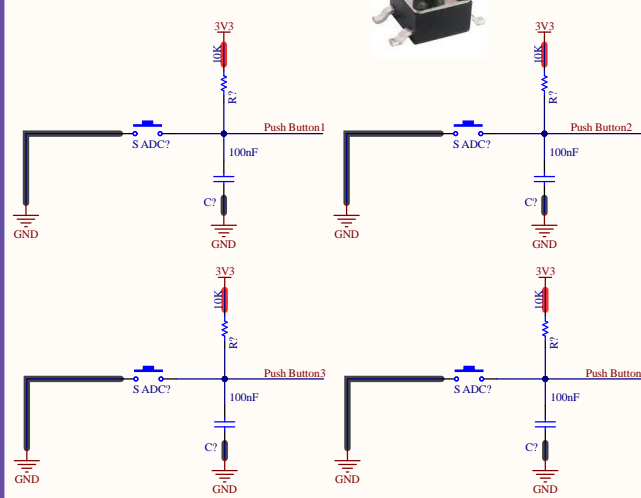 3V3
3V3
10K
10K
R?
R?
Push Button1
Push Button2
S ADC?
S ADC?
100nF
100nF
C?
C?
GND
GND
GND
GND
3V3
3V3
10K
10K
R?
R?
Push Button3
Push Button
S ADC?
S ADC?
100nF
100nF
C?
C?
GND
GND
GND
GND